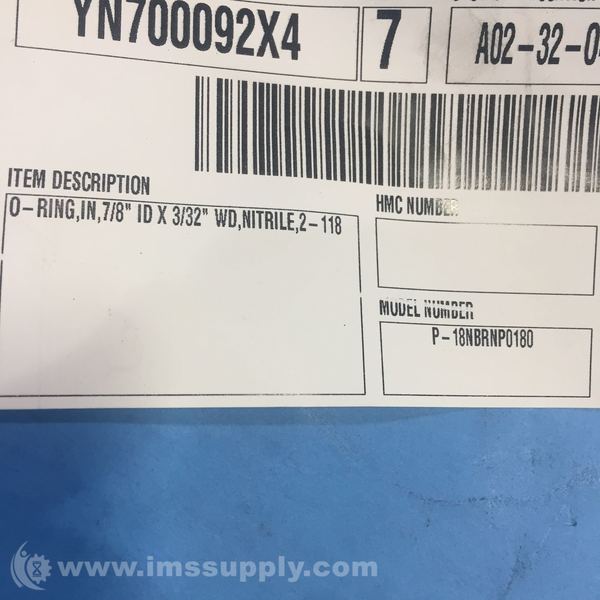 YN700092X4 7 A02-32-0
ITEM DESCRIPTION
O-RING,IN,7/8" ID X 3/32" WD,NITRILE,2-118
HMC NUMBER
MODEL NUMBER
P-18NBRNP0180
www.imssupply.com